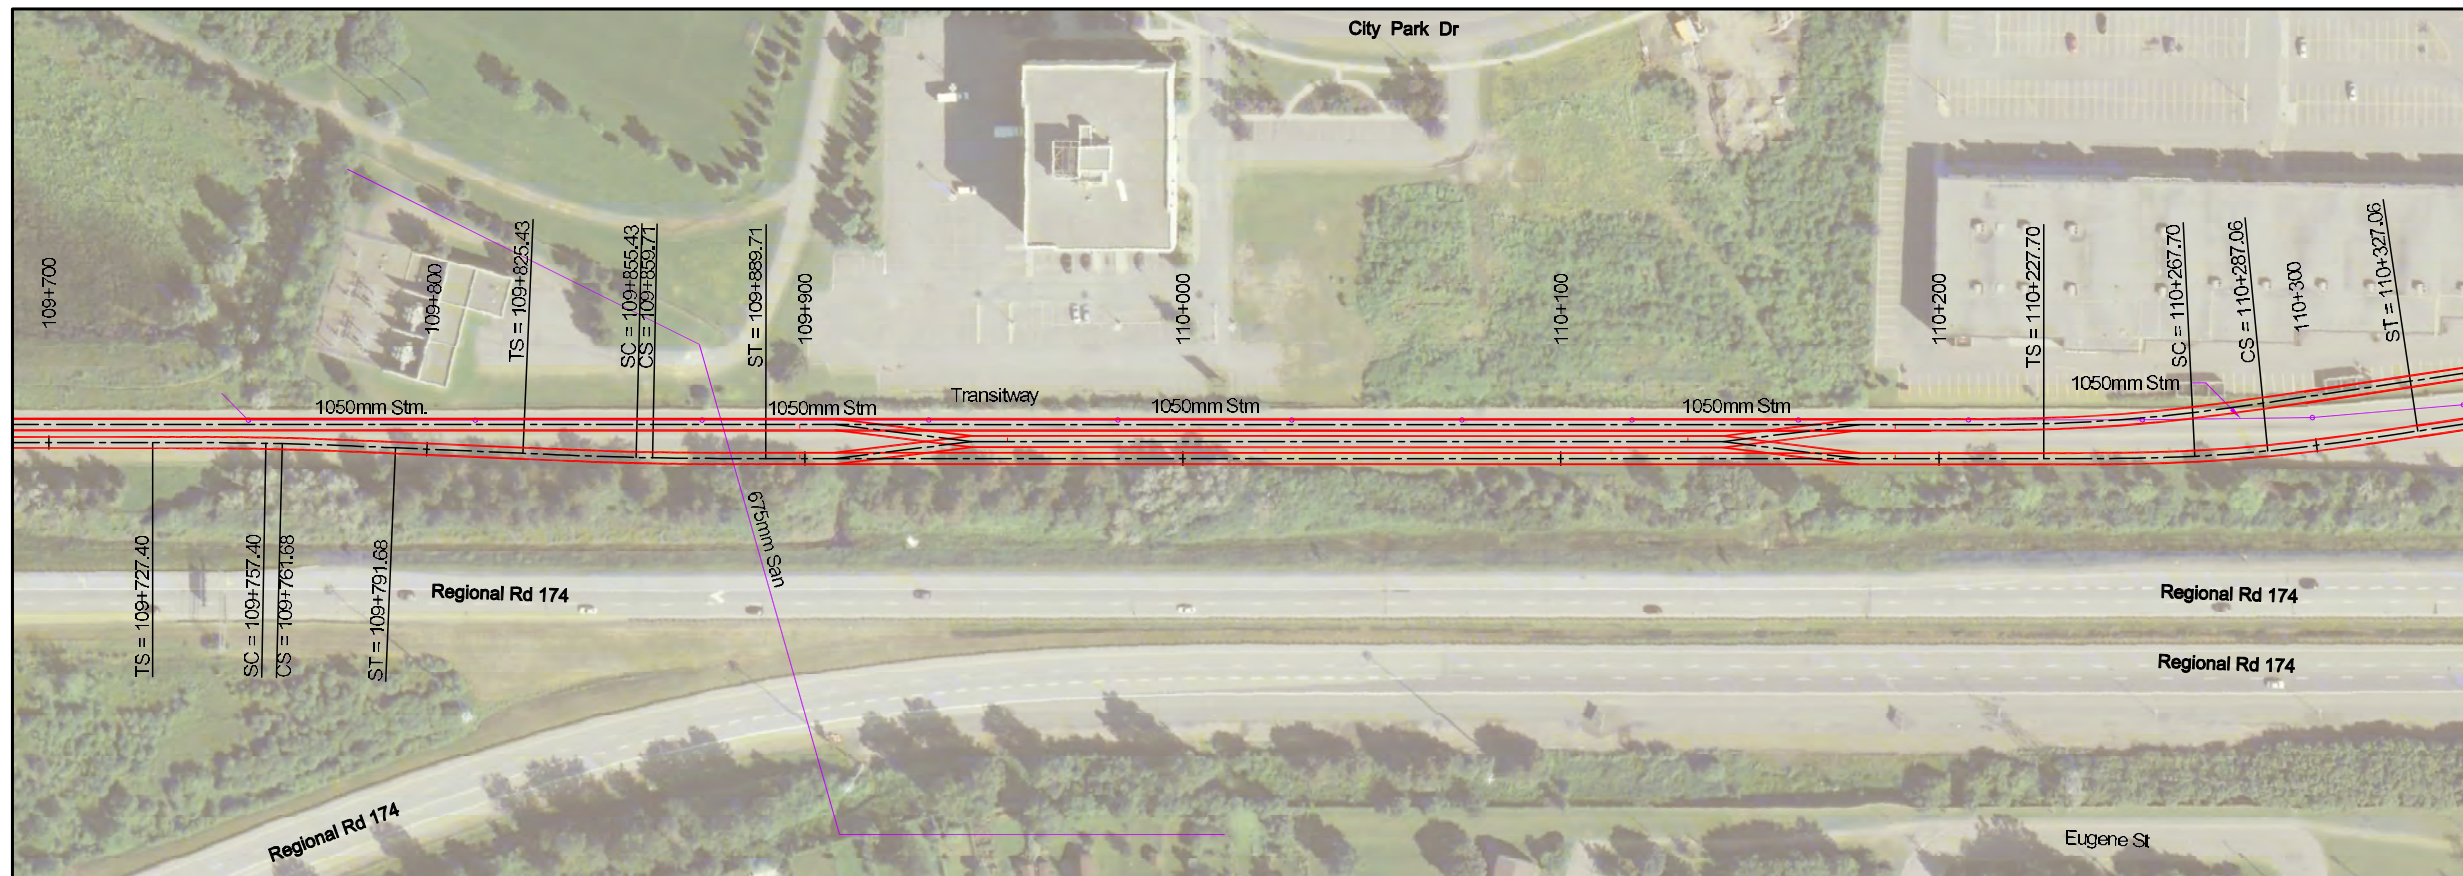 City Park Dr
109+700
109+800
TS = 109+825.43
SC = 109+855.43
CS = 109+859.71
ST = 109+889.71
109+900
110+000
110+100
110+200
TS = 110+227.70
SC = 110+267.70
CS = 110+287.06
110+300
ST = 110+327.06
Transitway
1050mm Stm.
1050mm Stm
1050mm Stm
1050mm Stm
1050mm Stm
675mm San
TS = 109+727.40
SC = 109+757.40
CS = 109+761.68
ST = 109+791.68
Regional Rd 174
Regional Rd 174
Regional Rd 174
Regional Rd 174
Eugene St